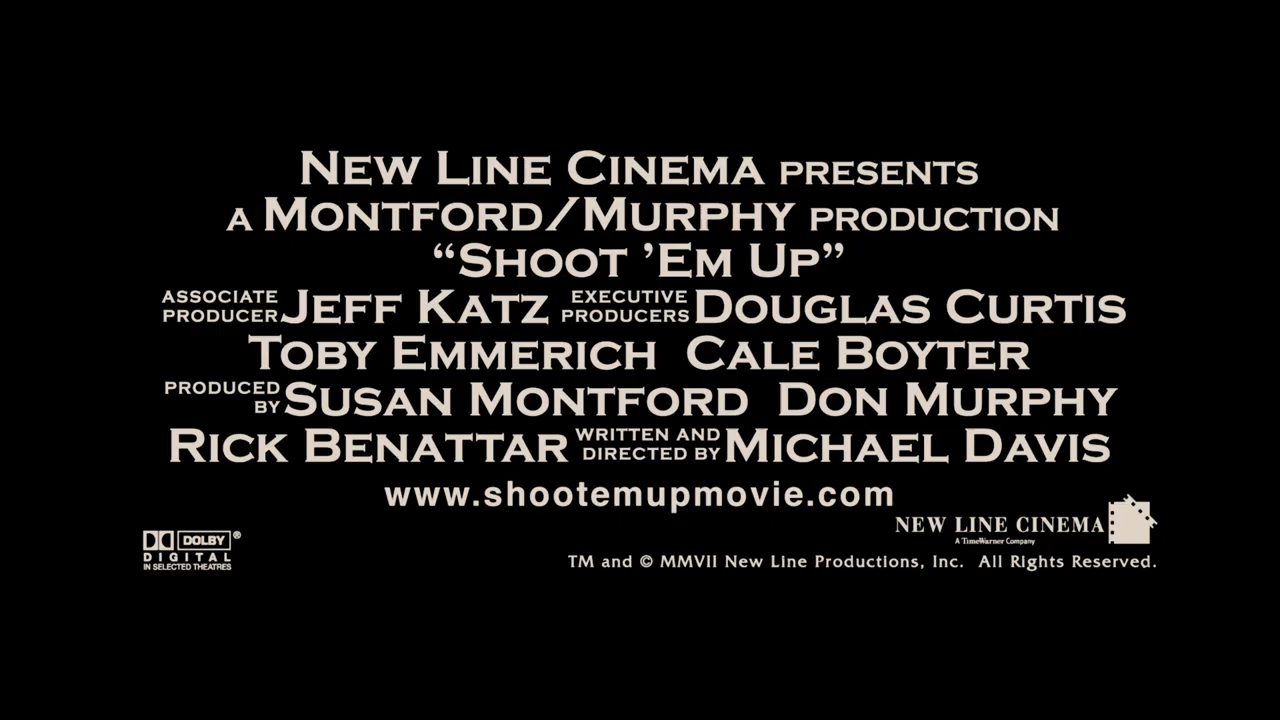 NEW LINE CINEMA PRESENTS
A MONTFORD/MURPHY PRODUCTION
“SHOOT ’EM UP”
ASSOCIATE PRODUCER JEFF KATZ EXECUTIVE PRODUCERS DOUGLAS CURTIS
TOBY EMMERICH CALE BOYTER
PRODUCED BY SUSAN MONTFORD DON MURPHY
RICK BENATTAR WRITTEN AND DIRECTED BY MICHAEL DAVIS
www.shootemupmovie.com
NEW LINE CINEMA
A TimeWarner Company
DOLBY®
DIGITAL
IN SELECTED THEATRES
TM and © MMVII New Line Productions, Inc. All Rights Reserved.